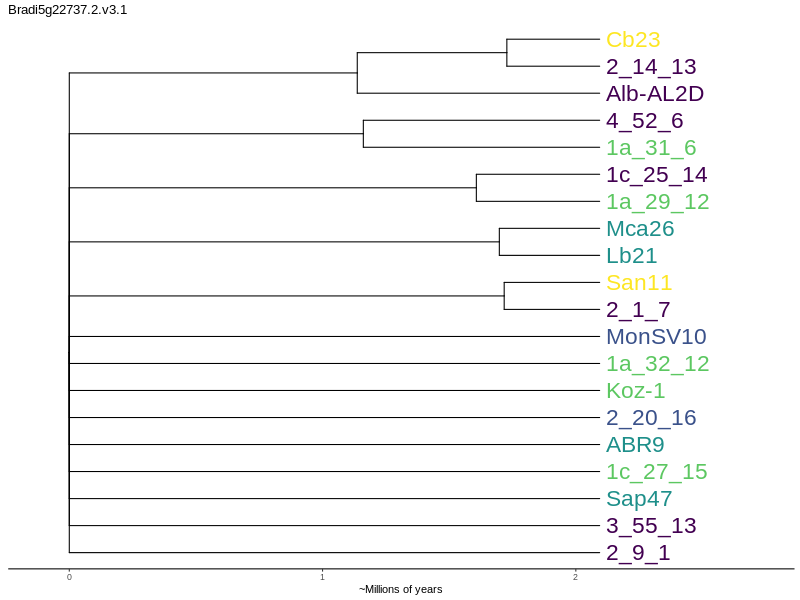 Bradi5g22737.2.v3.1
Cb23
2_14_13
Alb-AL2D
4_52_6
1a_31_6
1c_25_14
1a_29_12
Mca26
Lb21
San11
2_1_7
MonSV10
1a_32_12
Koz-1
2_20_16
ABR9
1c_27_15
Sap47
3_55_13
2_9_1
0 1 2
~Millions of years